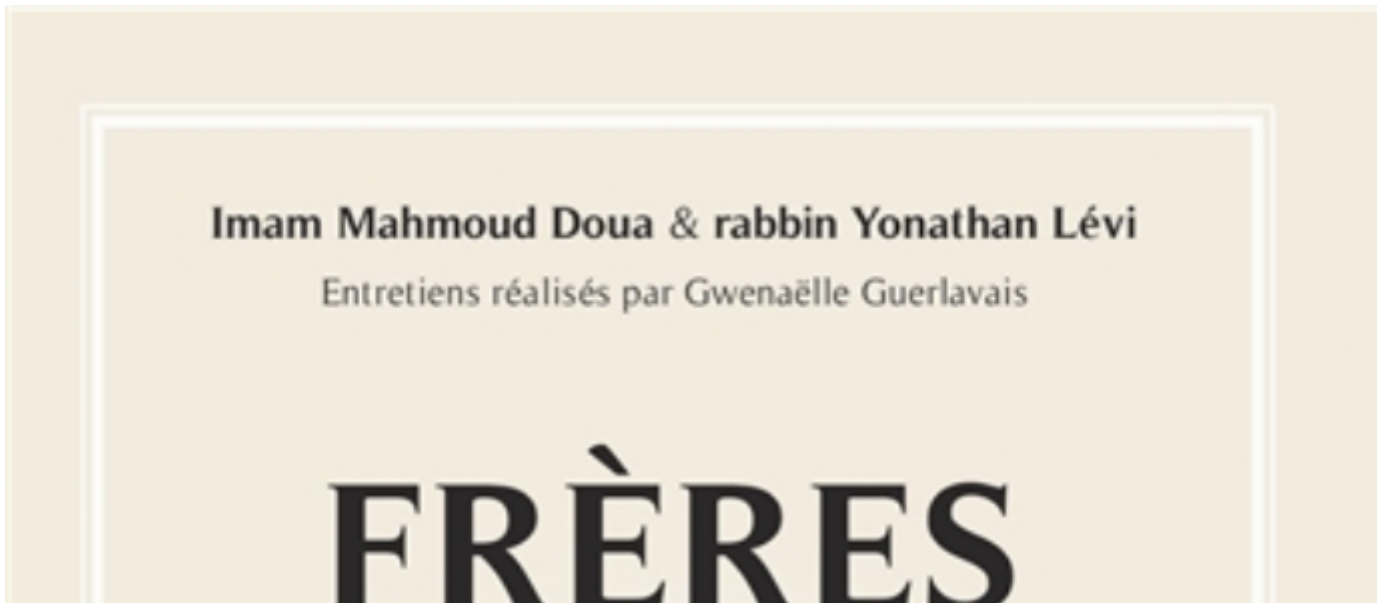 Imam Mahmoud Doua & rabbin Yonathan Lévi
Entretiens réalisés par Gwenaëlle Guerlavais
FRÈRES